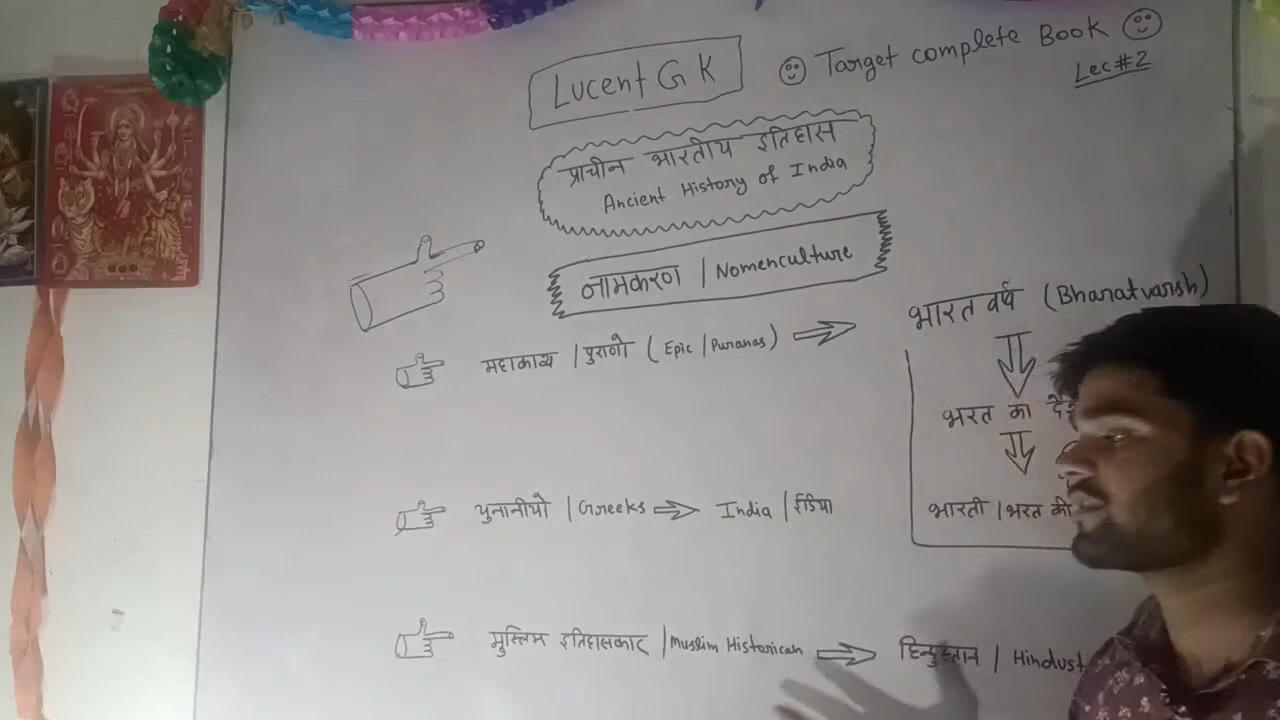 Lucent G K
Target complete Book
Lec#2
प्राचीन भारतीय इतिहास
Ancient History of India
नामकरण / Nomenculture
महाकाव्य / पुराणो (Epic / Puranas)
भारत वर्ष (Bharatvarsh)
भरत का
भारती / भरत की
युनानीयो / Greeks
India / इंडिया
मुस्लिम इतिहासकार / Muslim Historican
हिन्दुस्तान / Hindust